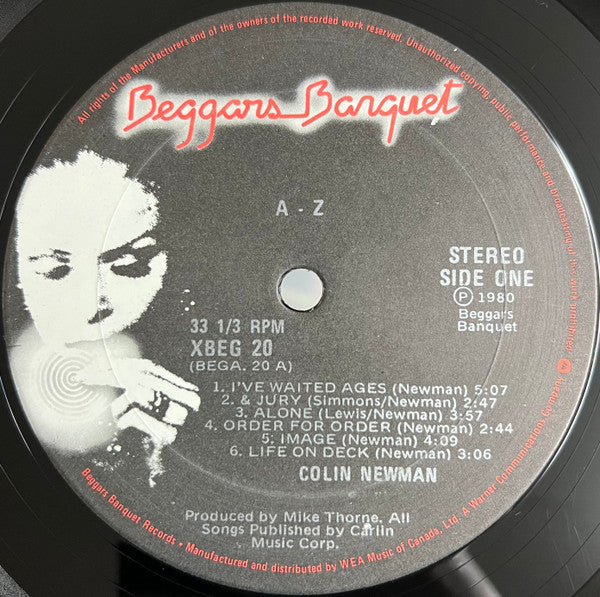 All rights of the Manufacturers and of the owners of the recorded work reserved. Unauthorized copying, public performance and broadcasting of this work prohibited.
Beggars Banquet
A - Z
STEREO
SIDE ONE
Ⓟ 1980
Beggars
Banquet
33 1/3 RPM
XBEG 20
(BEGA. 20 A)
1. I'VE WAITED AGES (Newman) 5:07
2. & JURY (Simmons/Newman) 2:47
3. ALONE (Lewis/Newman) 3:57
4. ORDER FOR ORDER (Newman) 2:44
5. IMAGE (Newman) 4:09
6. LIFE ON DECK (Newman) 3:06
COLIN NEWMAN
Produced by Mike Thorne, All
Songs Published by Carlin
Music Corp.
Beggars Banquet Records • Manufactured and distributed by WEA Music of Canada, Ltd. A Warner Communications Company